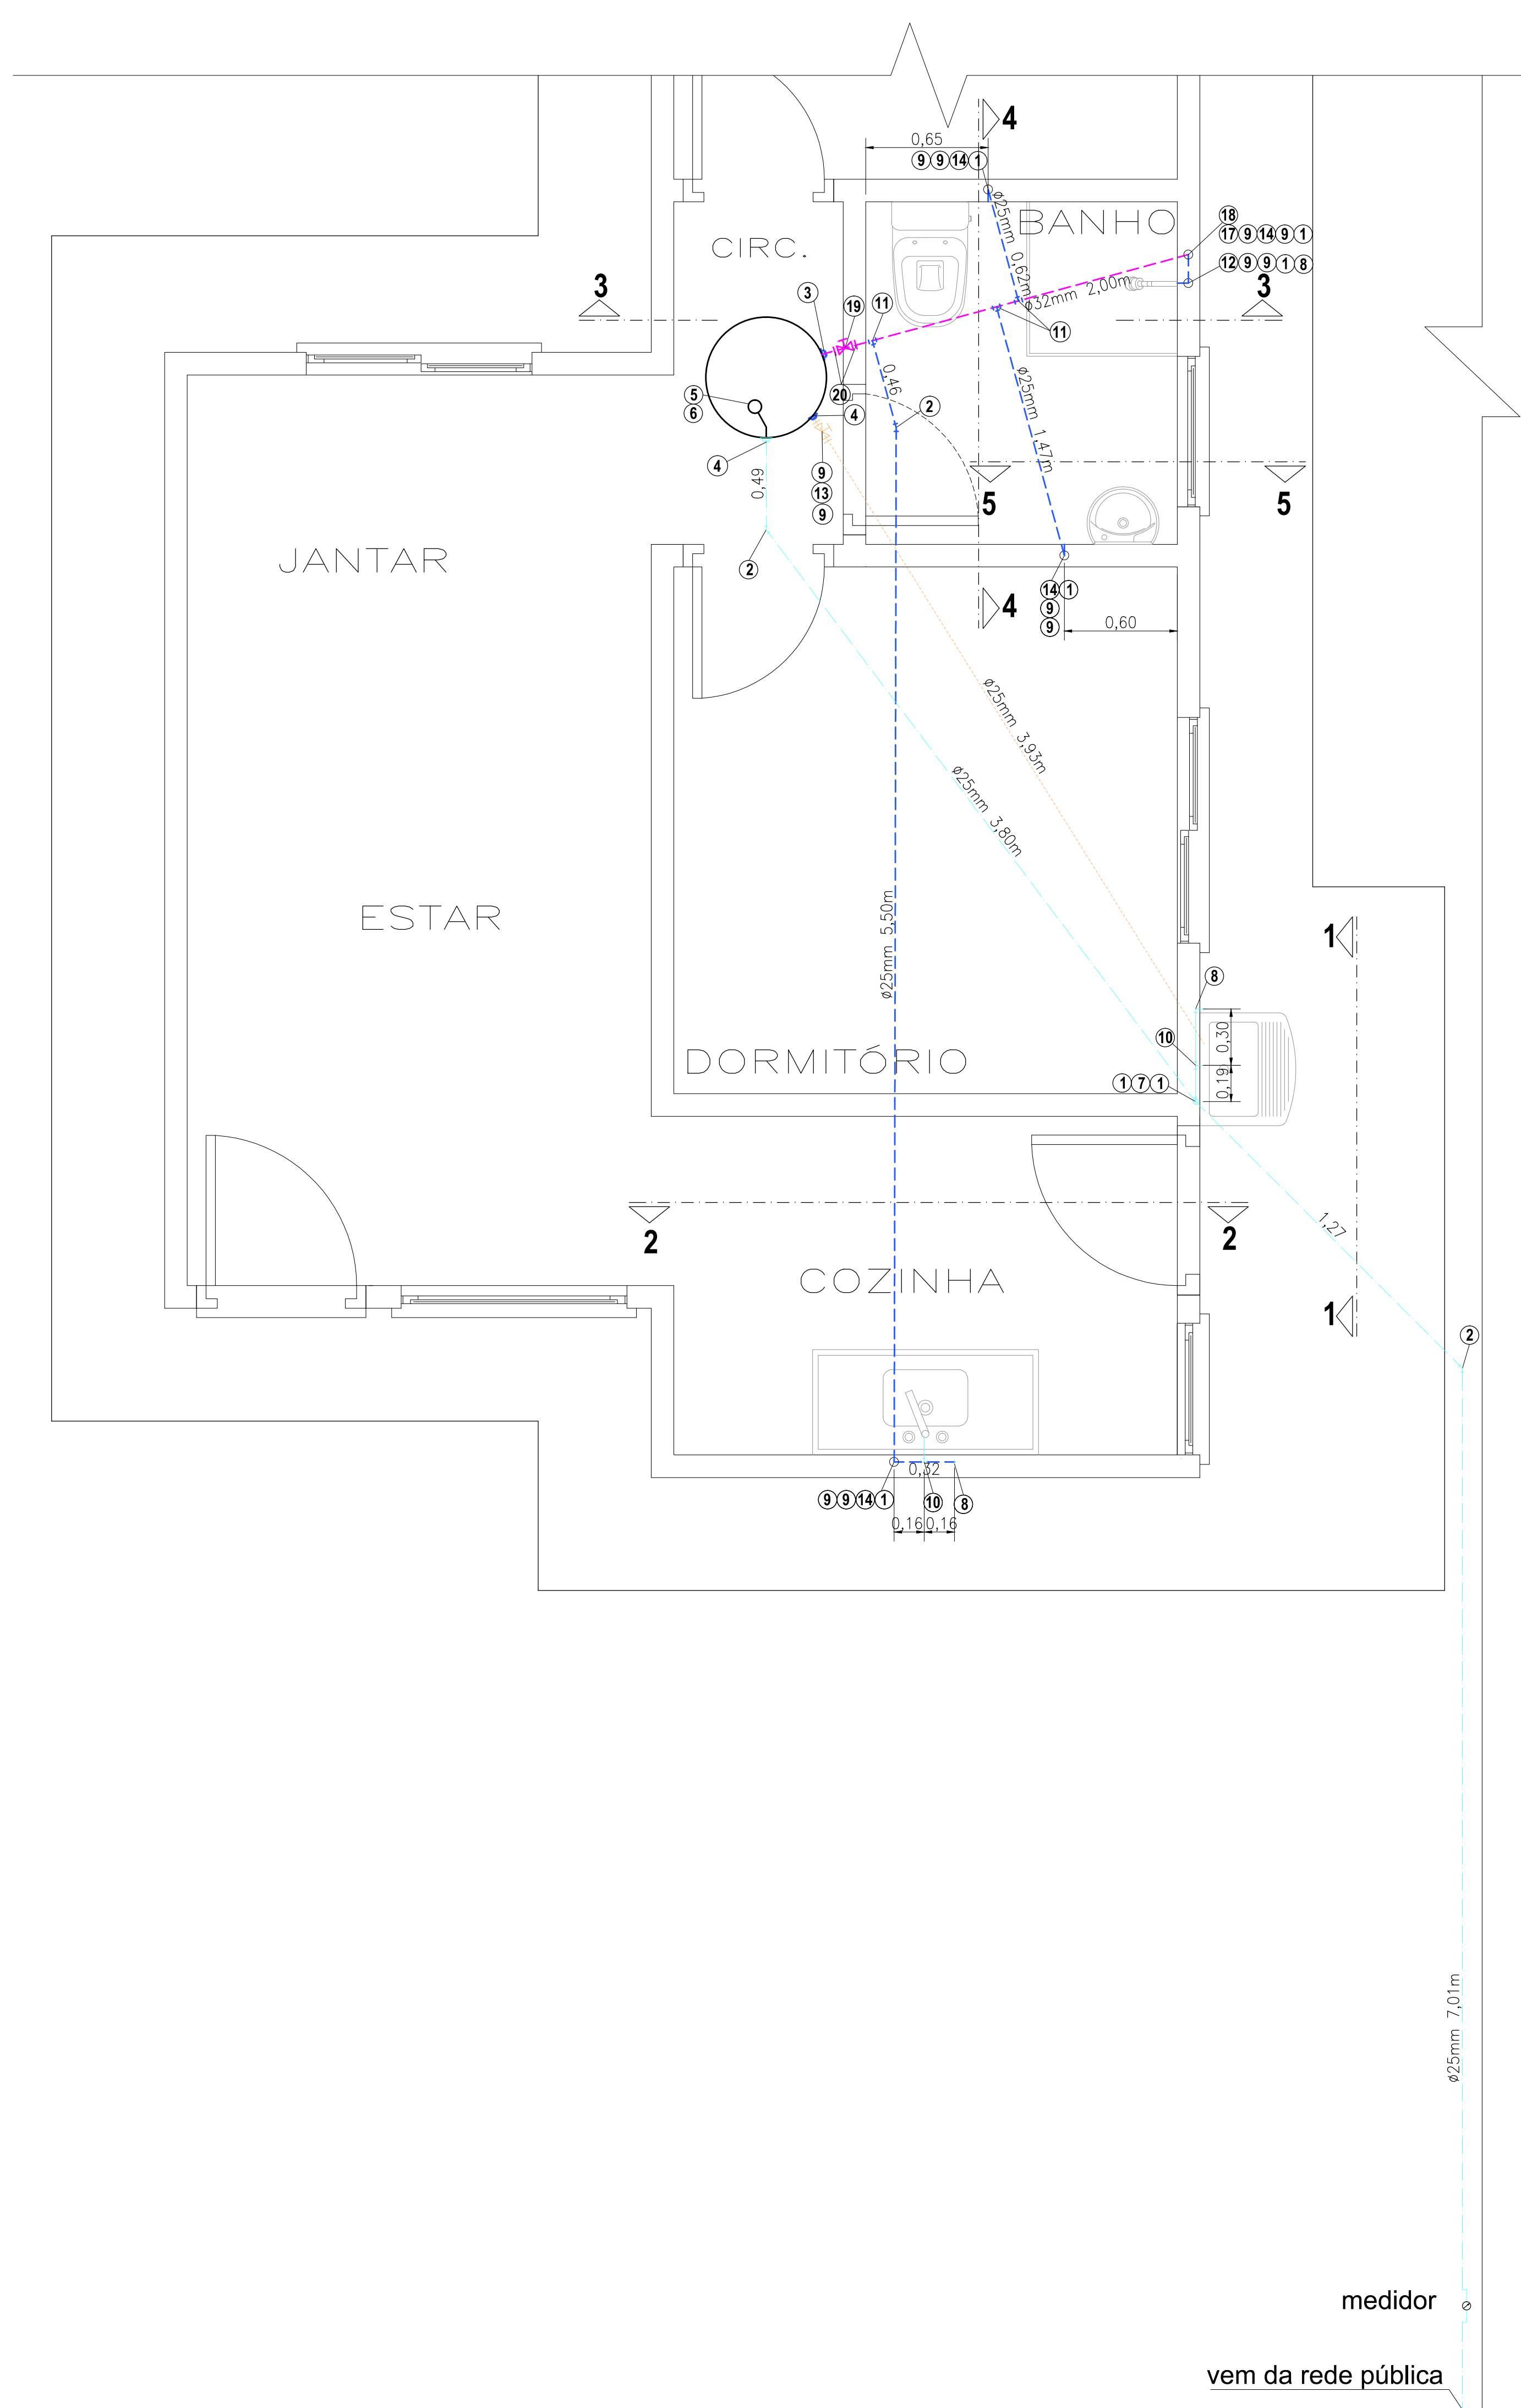 4
0,65
9 9 14 1
BANHO
ø25mm 0,62m
18
17 9 14 9 1
12 9 9 1 8
CIRC.
3
3
3
19
11
ø32mm 2,00m
11
20
0,46
5
6
4
2
ø25mm 1,47m
4
0,49
9
13
9
5
5
JANTAR
2
14 1
9
9
4
0,60
ø25mm 3,93m
ø25mm 3,80m
ø25mm 5,50m
ESTAR
1
8
0,30
10
DORMITÓRIO
0,19
1 7 1
1,27
2
2
COZINHA
1
2
0,32
9 9 14 1
10
8
0,16
0,16
ø25mm 7,01m
medidor
vem da rede pública